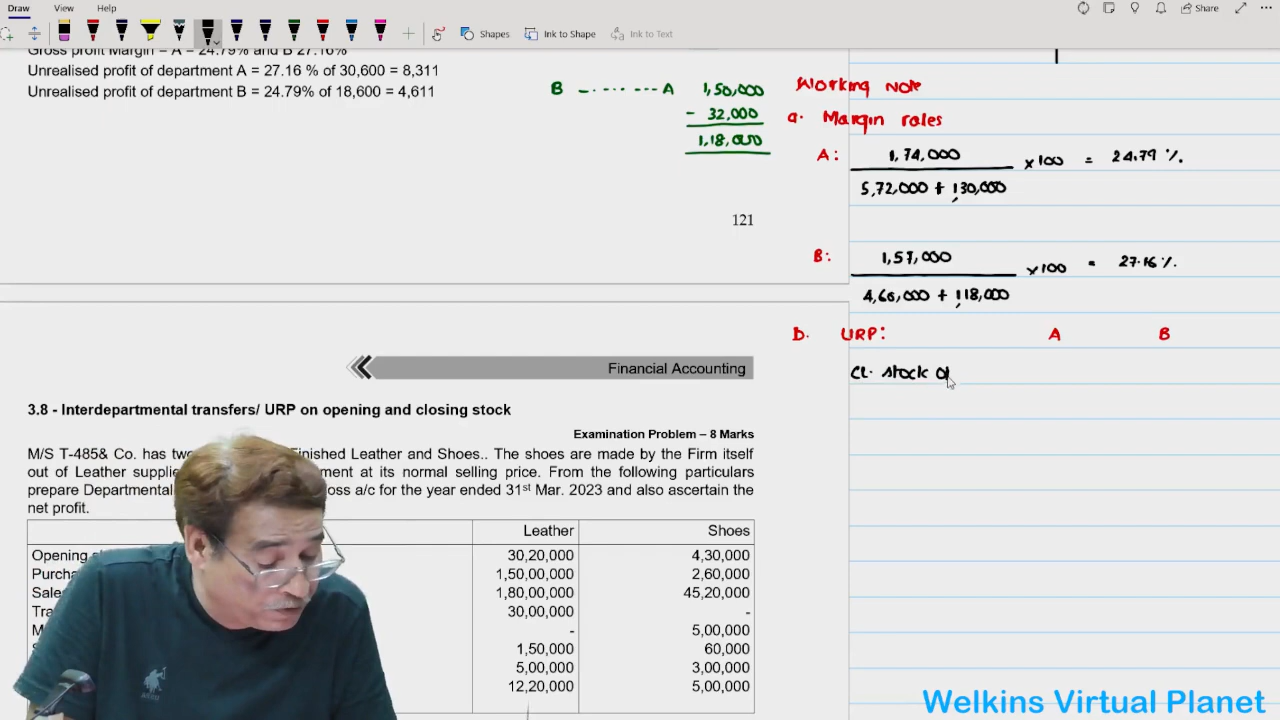 Draw View Help
Share
Shapes Ink to Shape Ink to Text
Gross profit Margin = A = 24.79% and B 27.16%
Unrealised profit of department A = 27.16 % of 30,600 = 8,311
Unrealised profit of department B = 24.79% of 18,600 = 4,611
B - . - . - . - - - A 1,50,000
- 32,000
1,18,000
121
Working Note
a. Margin rates
A: 1,74,000
5,72,000 + 130,000
x100 = 24.79 %.
B: 1,57,000
4,60,000 + 118,000
x100 = 27.16 %.
b. URP: A B
Cl. Stock of
Financial Accounting
3.8 - Interdepartmental transfers/ URP on opening and closing stock
Examination Problem – 8 Marks
M/S T-485& Co. has two Finished Leather and Shoes.. The shoes are made by the Firm itself
out of Leather supplie ment at its normal selling price. From the following particulars
prepare Departmental oss a/c for the year ended 31st Mar. 2023 and also ascertain the
net profit.
Leather Shoes
Opening 30,20,000 4,30,000
Purcha 1,50,00,000 2,60,000
Sale 1,80,00,000 45,20,000
Tra 30,00,000 -
M - 5,00,000
1,50,000 60,000
5,00,000 3,00,000
12,20,000 5,00,000
Welkins Virtual Planet